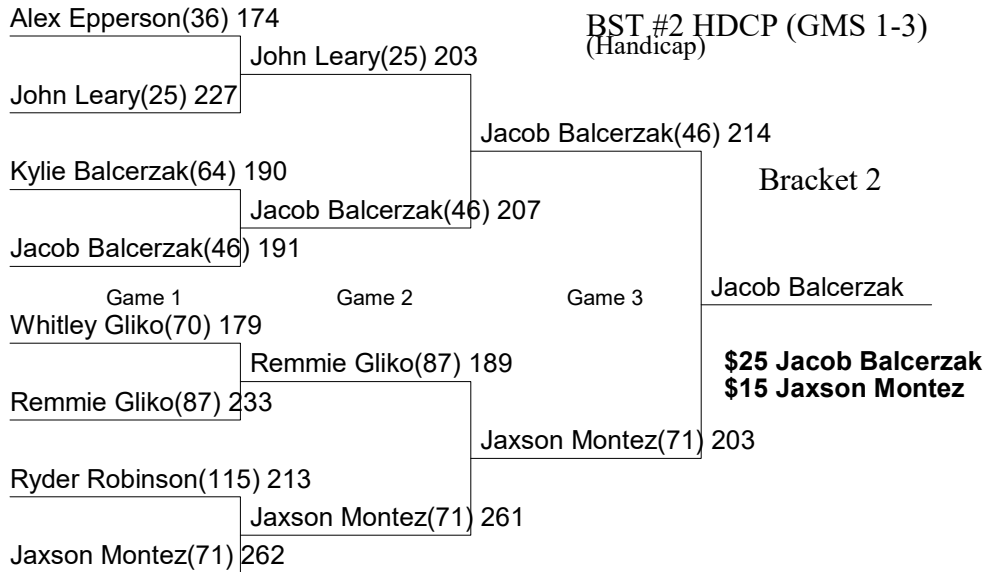 Alex Epperson(36) 174
BST #2 HDCP (GMS 1-3)
(Handicap)
John Leary(25) 203
John Leary(25) 227
Jacob Balcerzak(46) 214
Kylie Balcerzak(64) 190
Bracket 2
Jacob Balcerzak(46) 207
Jacob Balcerzak(46) 191
Game 1
Game 2
Game 3
Jacob Balcerzak
Whitley Gliko(70) 179
Remmie Gliko(87) 189
$25 Jacob Balcerzak
$15 Jaxson Montez
Remmie Gliko(87) 233
Jaxson Montez(71) 203
Ryder Robinson(115) 213
Jaxson Montez(71) 261
Jaxson Montez(71) 262